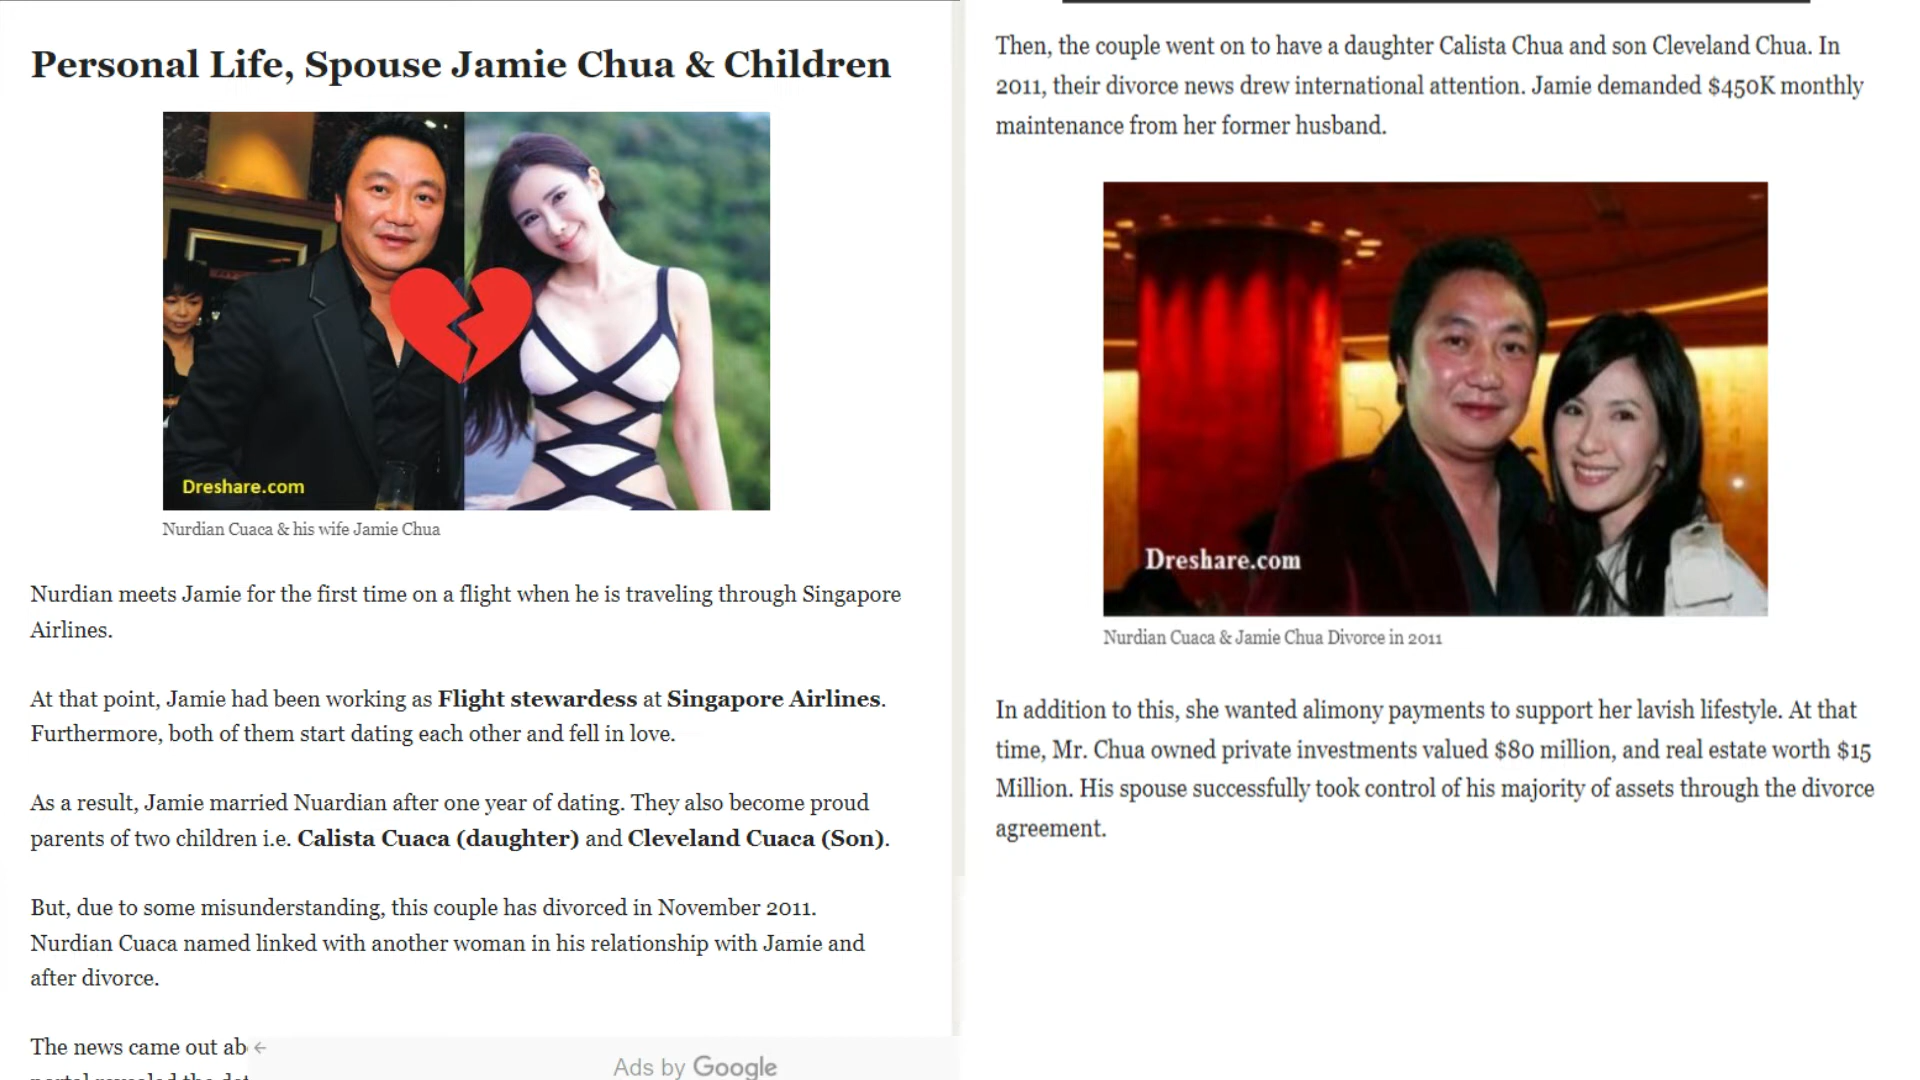 Personal Life, Spouse Jamie Chua & Children
Dreshare.com
Nurdian Cuaca & his wife Jamie Chua
Nurdian meets Jamie for the first time on a flight when he is traveling through Singapore
Airlines.
At that point, Jamie had been working as Flight stewardess at Singapore Airlines.
Furthermore, both of them start dating each other and fell in love.
As a result, Jamie married Nuardian after one year of dating. They also become proud
parents of two children i.e. Calista Cuaca (daughter) and Cleveland Cuaca (Son).
But, due to some misunderstanding, this couple has divorced in November 2011.
Nurdian Cuaca named linked with another woman in his relationship with Jamie and
after divorce.
The news came out ab
Ads by Google
Then, the couple went on to have a daughter Calista Chua and son Cleveland Chua. In
2011, their divorce news drew international attention. Jamie demanded $450K monthly
maintenance from her former husband.
Dreshare.com
Nurdian Cuaca & Jamie Chua Divorce in 2011
In addition to this, she wanted alimony payments to support her lavish lifestyle. At that
time, Mr. Chua owned private investments valued $80 million, and real estate worth $15
Million. His spouse successfully took control of his majority of assets through the divorce
agreement.